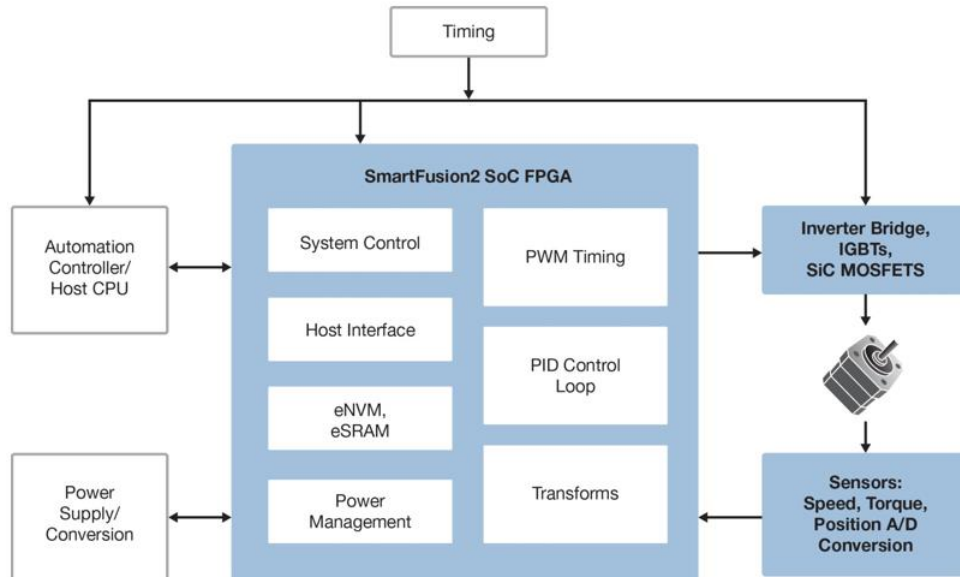 Timing
SmartFusion2 SoC FPGA
Automation
Controller/
Host CPU
System Control
Host Interface
eNVM,
eSRAM
Power
Management
PWM Timing
PID Control
Loop
Transforms
Inverter Bridge,
IGBTs,
SiC MOSFETS
Power
Supply/
Conversion
Sensors:
Speed, Torque,
Position A/D
Conversion